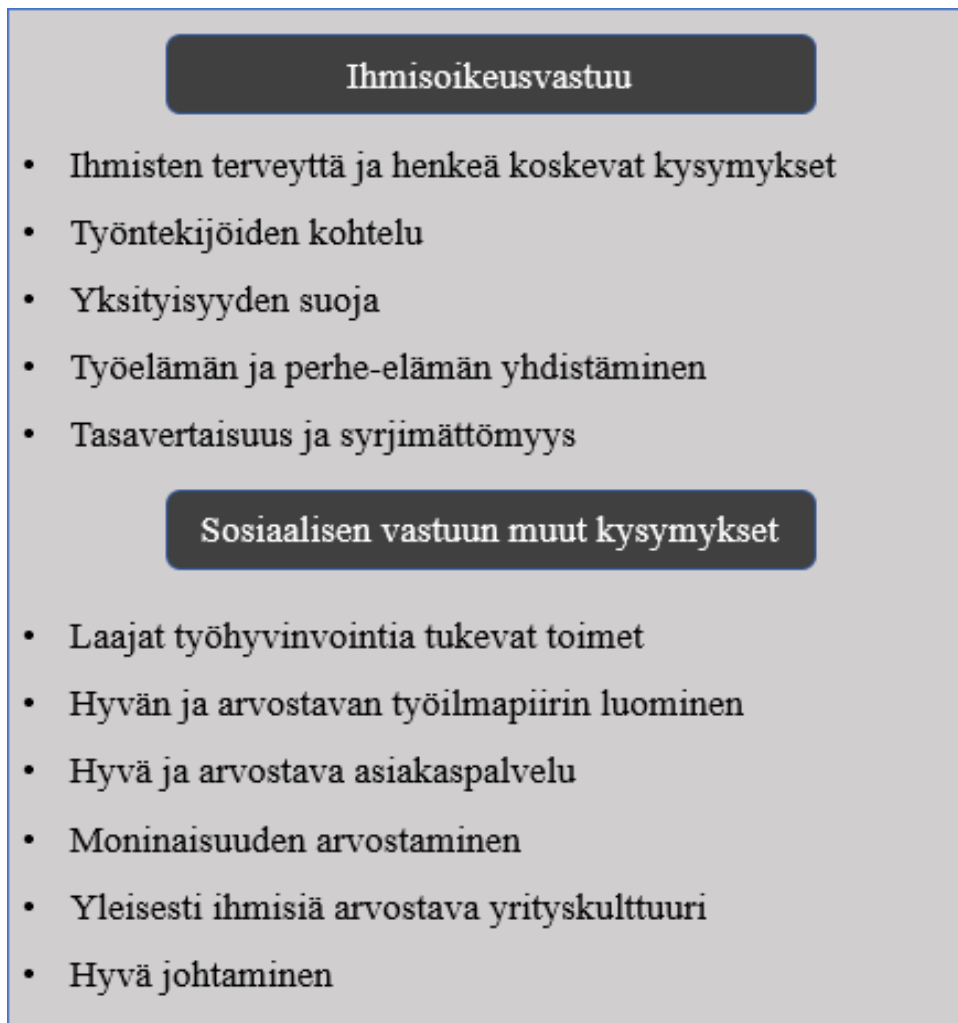 Ihmisoikeusvastuu
• Ihmisten terveyttä ja henkeä koskevat kysymykset
• Työntekijöiden kohtelu
• Yksityisyyden suoja
• Työelämän ja perhe-elämän yhdistäminen
• Tasavertaisuus ja syrjimättömyys
Sosiaalisen vastuun muut kysymykset
• Laajat työhyvinvointia tukevat toimet
• Hyvän ja arvostavan työilmapiirin luominen
• Hyvä ja arvostava asiakaspalvelu
• Moninaisuuden arvostaminen
• Yleisesti ihmisiä arvostava yrityskulttuuri
• Hyvä johtaminen